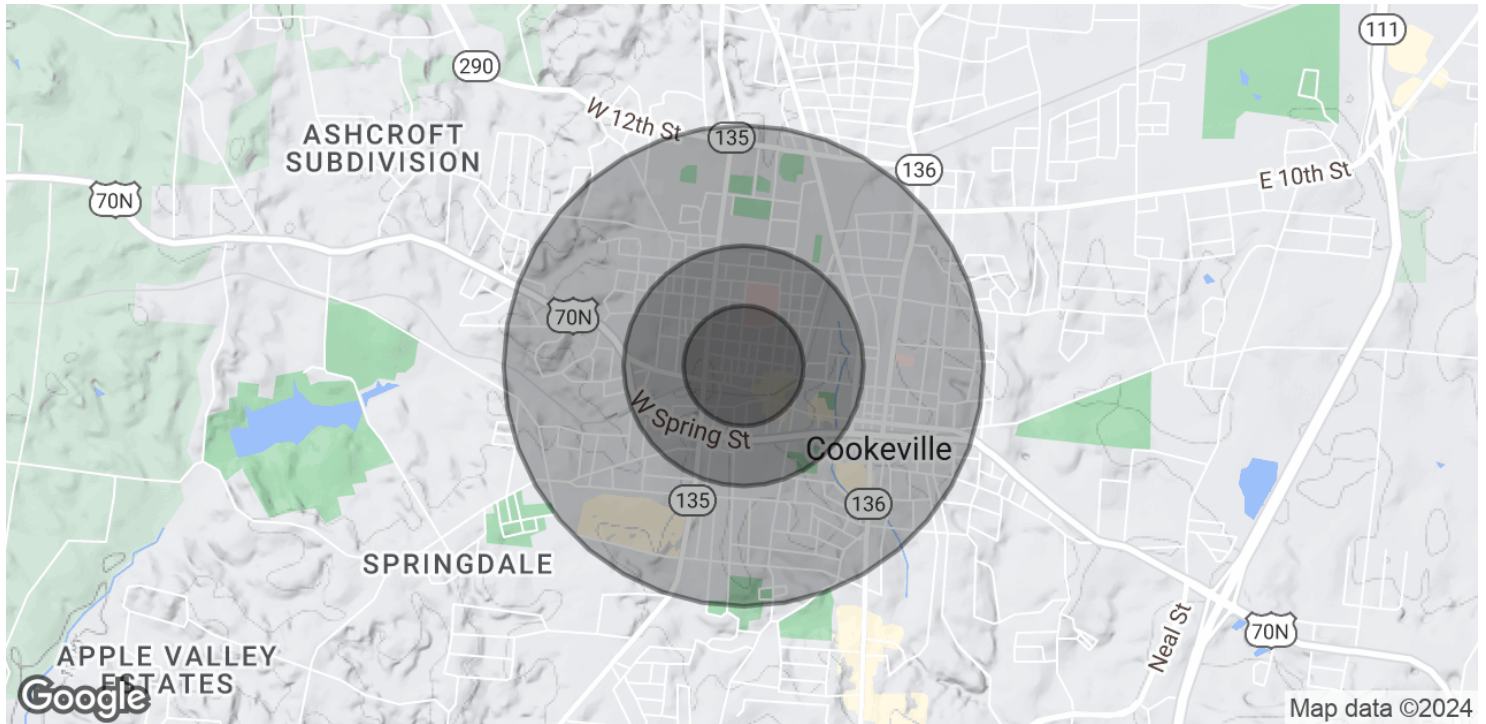 111
290
W 12th St
135
ASHCROFT
SUBDIVISION
136
E 10th St
70N
70N
W Spring St
Cookeville
135
136
SPRINGDALE
Neal St
70N
APPLE VALLEY
ESTATES
Google
Map data ©2024